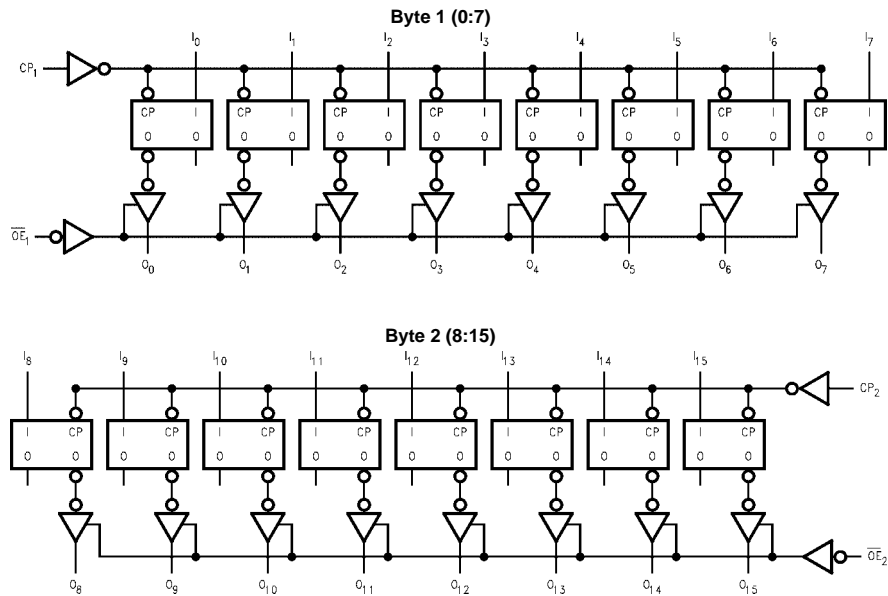 Byte 1 (0:7)
I₀ I₁ I₂ I₃ I₄ I₅ I₆ I₇
CP₁
CP I CP I CP I CP I CP I CP I CP I CP I
O O O O O O O O O O O O O O O O
O̅E̅₁
O₀ O₁ O₂ O₃ O₄ O₅ O₆ O₇
Byte 2 (8:15)
I₈ I₉ I₁₀ I₁₁ I₁₂ I₁₃ I₁₄ I₁₅
CP₂
I CP I CP I CP I CP I CP I CP I CP I CP
O O O O O O O O O O O O O O O O
O̅E̅₂
O₈ O₉ O₁₀ O₁₁ O₁₂ O₁₃ O₁₄ O₁₅